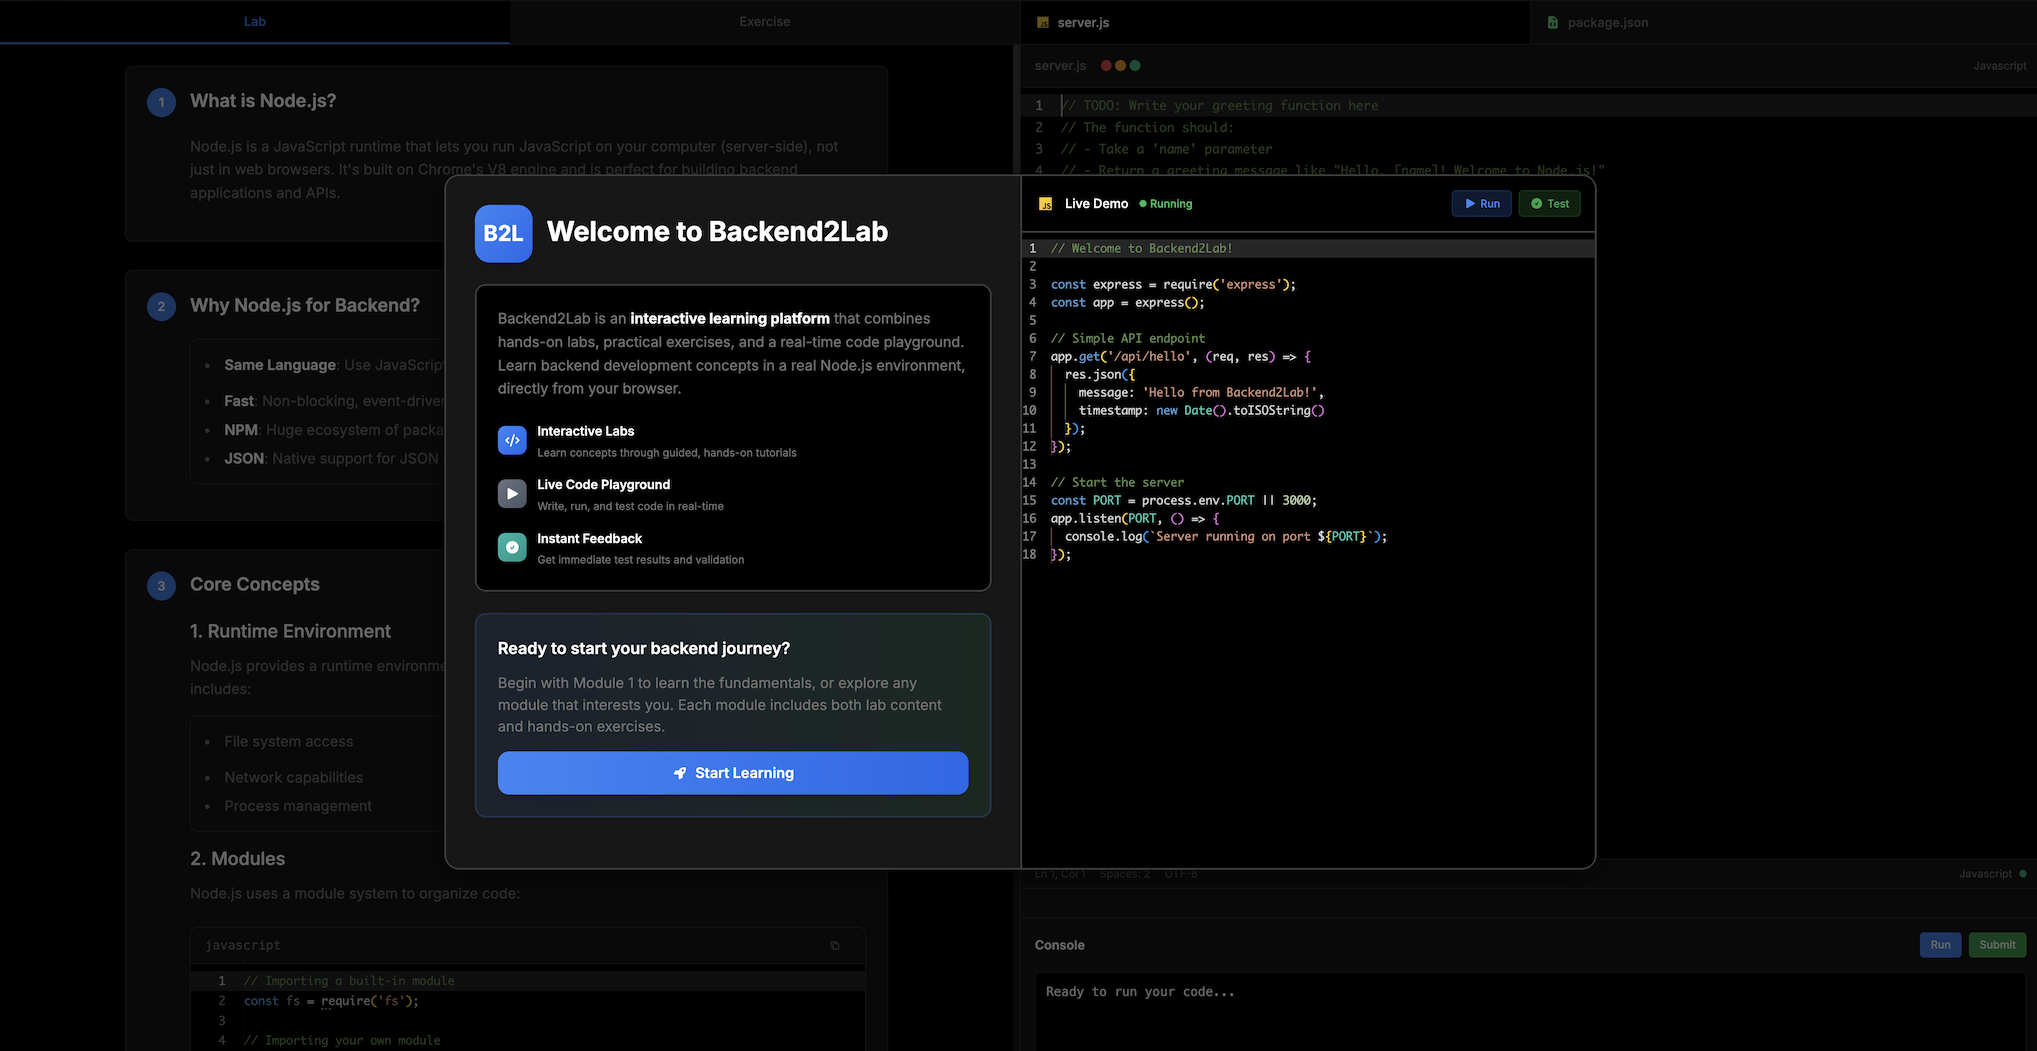 Lab
Exercise
server.js
package.json
1
What is Node.js?
Node.js is a JavaScript runtime that lets you run JavaScript on your computer (server-side), not
just in web browsers. It's built on Chrome's V8 engine and is perfect for building backend
applications and APIs.
2
Why Node.js for Backend?
Same Language: Use JavaScrip
Fast: Non-blocking, event-driver
NPM: Huge ecosystem of packa
JSON: Native support for JSON
3
Core Concepts
1. Runtime Environment
Node.js provides a runtime environme
includes:
File system access
Network capabilities
Process management
2. Modules
Node.js uses a module system to organize code:
javascript
1 // Importing a built-in module
2 const fs = require('fs');
3
4 // Importing your own module
server.js
Javascript
1 // TODO: Write your greeting function here
2 // The function should:
3 // - Take a 'name' parameter
4 // - Return a greeting message like "Hello, [name]! Welcome to Node.js!"
B2L
Welcome to Backend2Lab
Backend2Lab is an interactive learning platform that combines
hands-on labs, practical exercises, and a real-time code playground.
Learn backend development concepts in a real Node.js environment,
directly from your browser.
</>
Interactive Labs
Learn concepts through guided, hands-on tutorials
Live Code Playground
Write, run, and test code in real-time
Instant Feedback
Get immediate test results and validation
Ready to start your backend journey?
Begin with Module 1 to learn the fundamentals, or explore any
module that interests you. Each module includes both lab content
and hands-on exercises.
Start Learning
JS
Live Demo
Running
Run
Test
1 // Welcome to Backend2Lab!
2
3 const express = require('express');
4 const app = express();
5
6 // Simple API endpoint
7 app.get('/api/hello', (req, res) => {
8 res.json({
9 message: 'Hello from Backend2Lab!',
10 timestamp: new Date().toISOString()
11 });
12 });
13
14 // Start the server
15 const PORT = process.env.PORT || 3000;
16 app.listen(PORT, () => {
17 console.log(`Server running on port ${PORT}`);
18 });
Ln 1, Col 1
Spaces: 2
UTF-8
Javascript
Console
Run
Submit
Ready to run your code...